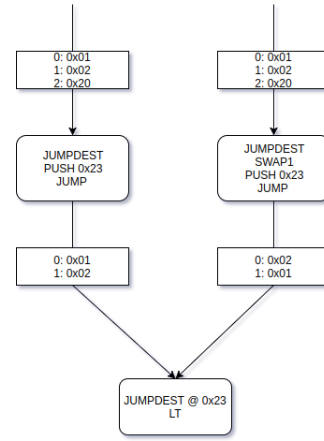 0: 0x01
1: 0x02
2: 0x20
0: 0x01
1: 0x02
2: 0x20
JUMPDEST
PUSH 0x23
JUMP
JUMPDEST
SWAP1
PUSH 0x23
JUMP
0: 0x01
1: 0x02
0: 0x02
1: 0x01
JUMPDEST @ 0x23
LT